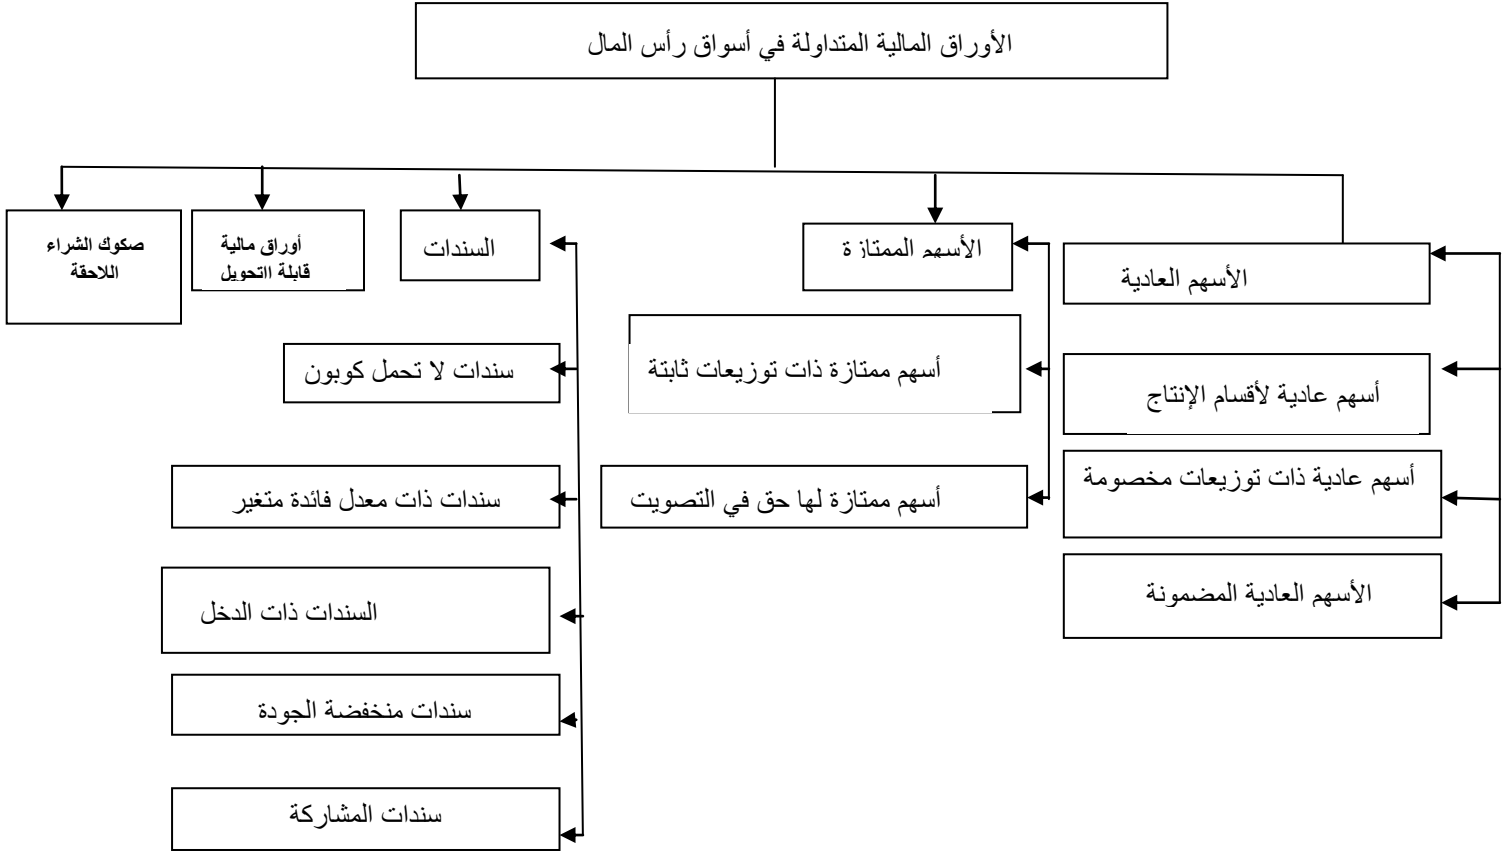 الأوراق المالية المتداولة في أسواق رأس المال
الأسهم العادية
الأسهم الممتازة
السندات
أوراق مالية
قابلة ااتحويل
صكوك الشراء
اللاحقة
أسهم عادية لأقسام الإنتاج
أسهم عادية ذات توزيعات مخصومة
الأسهم العادية المضمونة
أسهم ممتازة ذات توزيعات ثابتة
أسهم ممتازة لها حق في التصويت
سندات لا تحمل كوبون
سندات ذات معدل فائدة متغير
السندات ذات الدخل
سندات منخفضة الجودة
سندات المشاركة